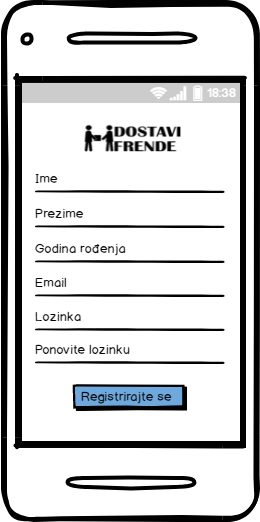 18:38
DOSTAVI
FRENDE
Ime
Prezime
Godina rođenja
Email
Lozinka
Ponovite lozinku
Registrirajte se